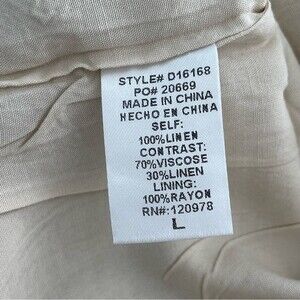 STYLE# D16168
PO# 20669
MADE IN CHINA
HECHO EN CHINA
SELF:
100%LINEN
CONTRAST:
70%VISCOSE
30%LINEN
LINING:
100%RAYON
RN#:120978
L